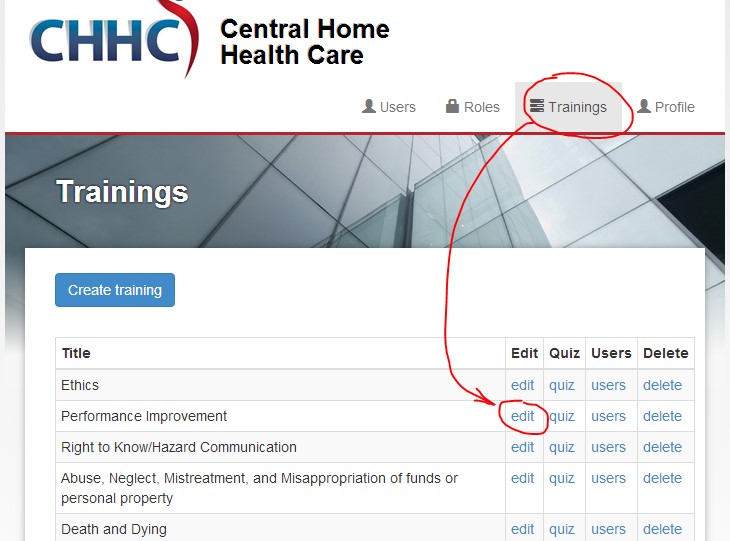 CHHC Central Home
Health Care
Users Roles Trainings Profile
Trainings
Create training
Title Edit Quiz Users Delete
Ethics edit quiz users delete
Performance Improvement edit quiz users delete
Right to Know/Hazard Communication edit quiz users delete
Abuse, Neglect, Mistreatment, and Misappropriation of funds or edit quiz users delete
personal property
Death and Dying edit quiz users delete